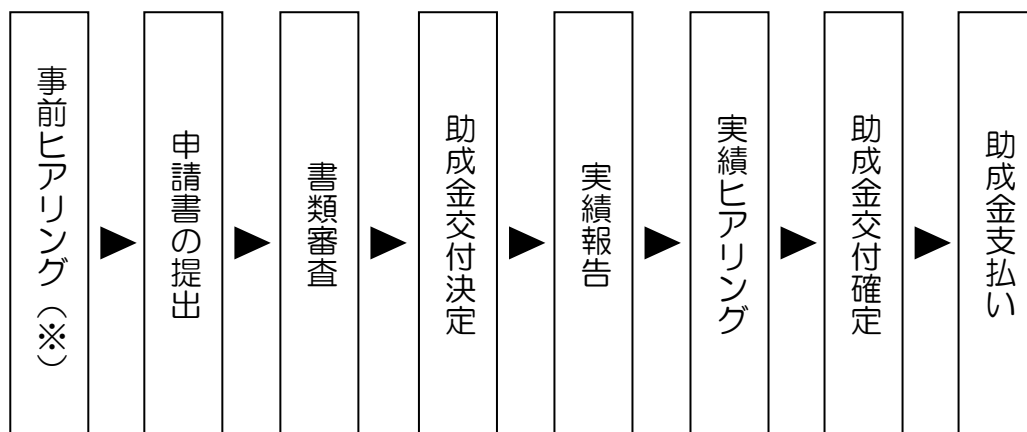 事前ヒアリング（※）
申請書の提出
書類審査
助成金交付決定
実績報告
実績ヒアリング
助成金交付確定
助成金支払い